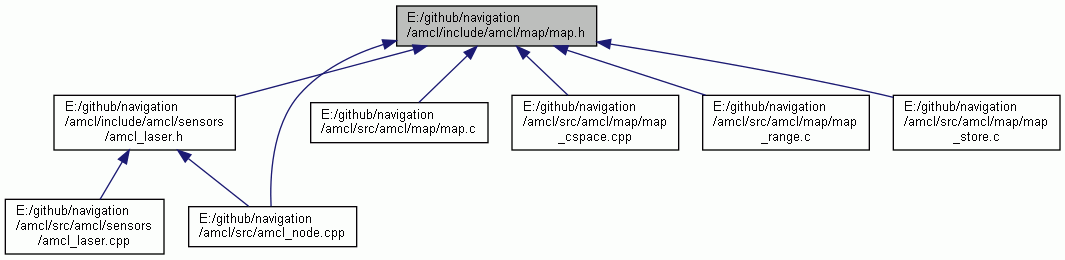 E:/github/navigation
/amcl/include/amcl/map/map.h
E:/github/navigation
/amcl/include/amcl/sensors
/amcl_laser.h
E:/github/navigation
/amcl/src/amcl/map/map.c
E:/github/navigation
/amcl/src/amcl/map/map
_cspace.cpp
E:/github/navigation
/amcl/src/amcl/map/map
_range.c
E:/github/navigation
/amcl/src/amcl/map/map
_store.c
E:/github/navigation
/amcl/src/amcl/sensors
/amcl_laser.cpp
E:/github/navigation
/amcl/src/amcl_node.cpp